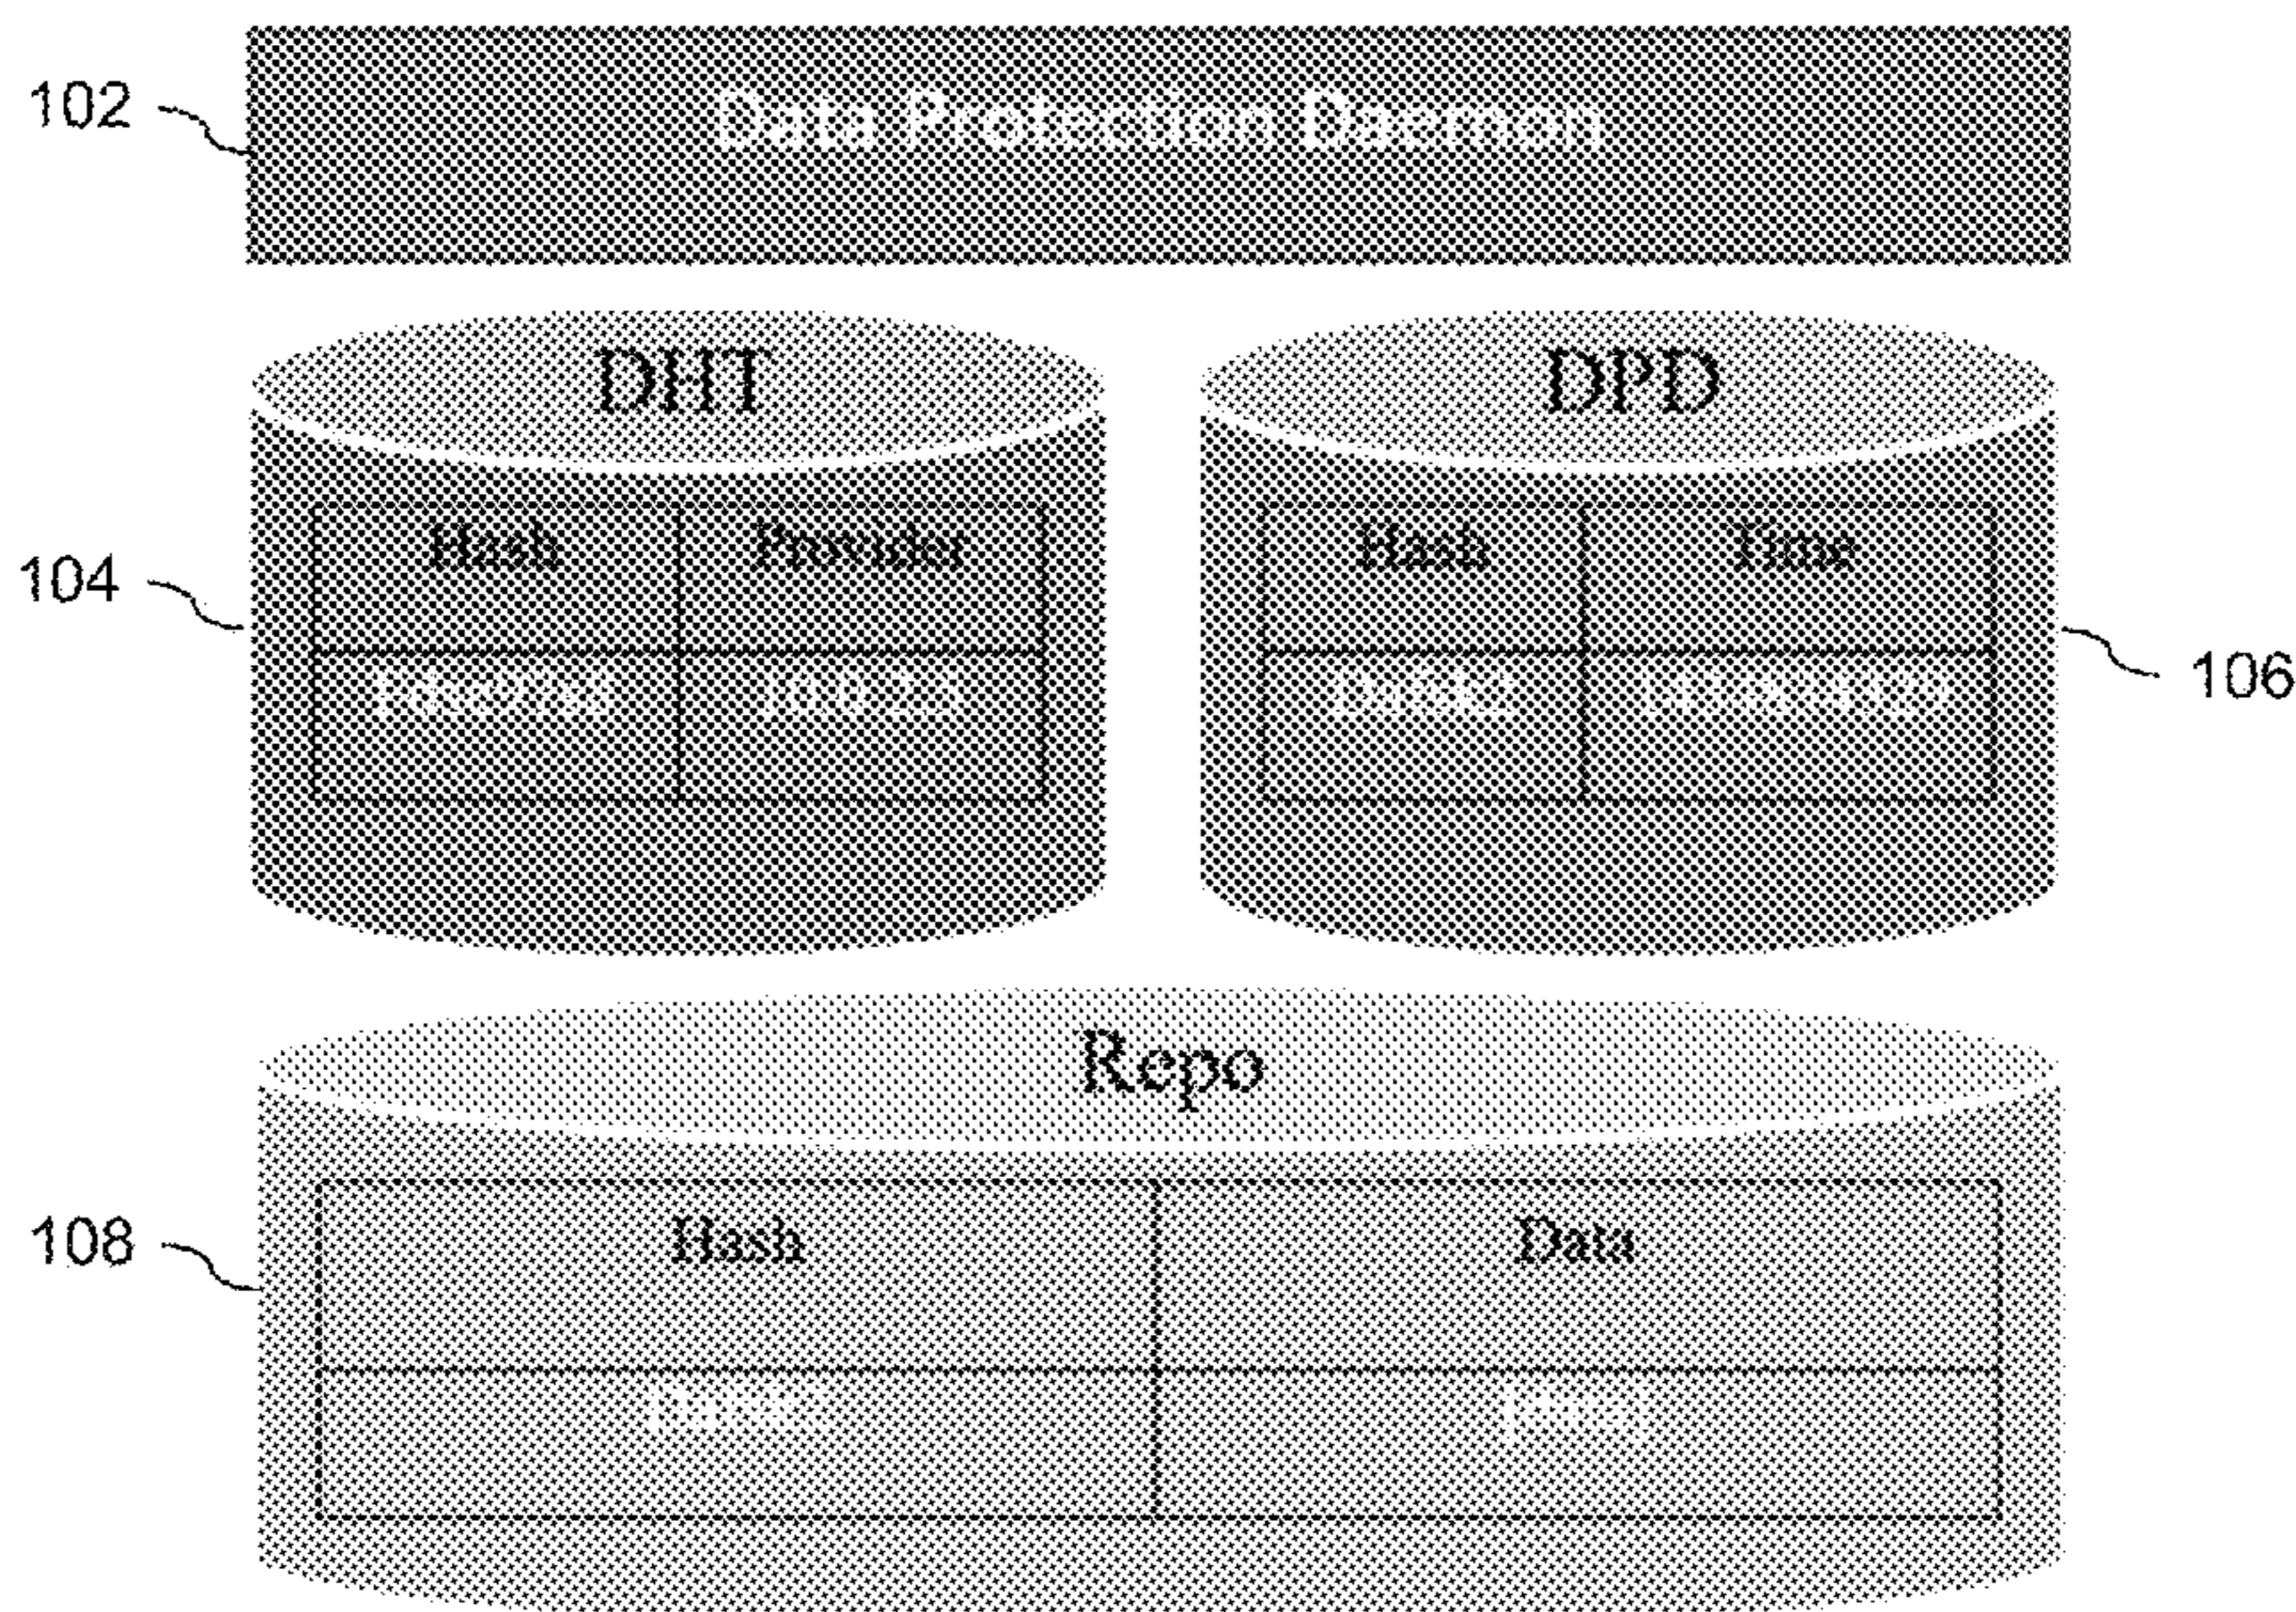 102
Data Protection Daemon
DHT
DPD
Hash
Provider
Hash
Time
104
106
Repo
108
Hash
Data